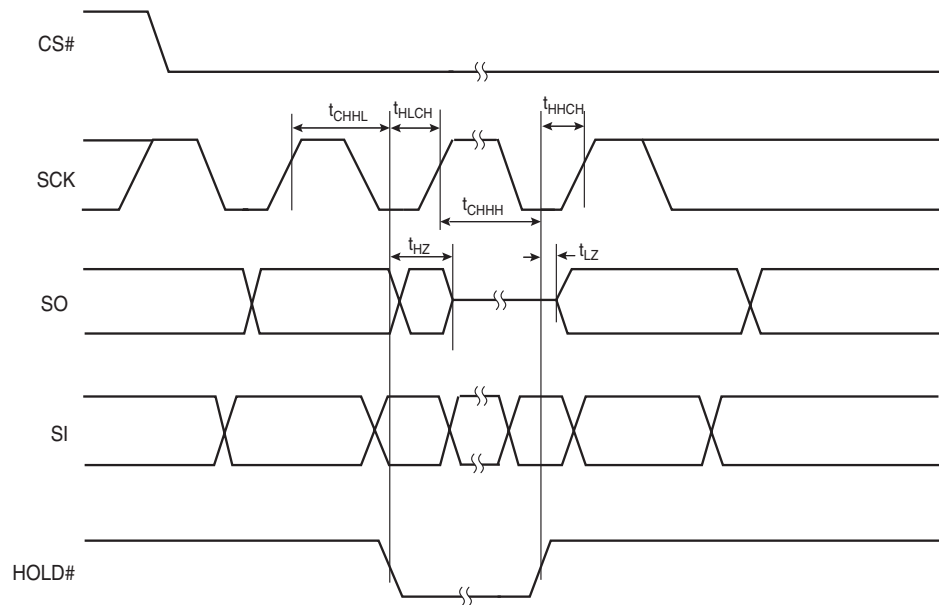 CS#
tCHHL
tHLCH
tHHCH
SCK
tCHHH
tHZ
tLZ
SO
SI
HOLD#